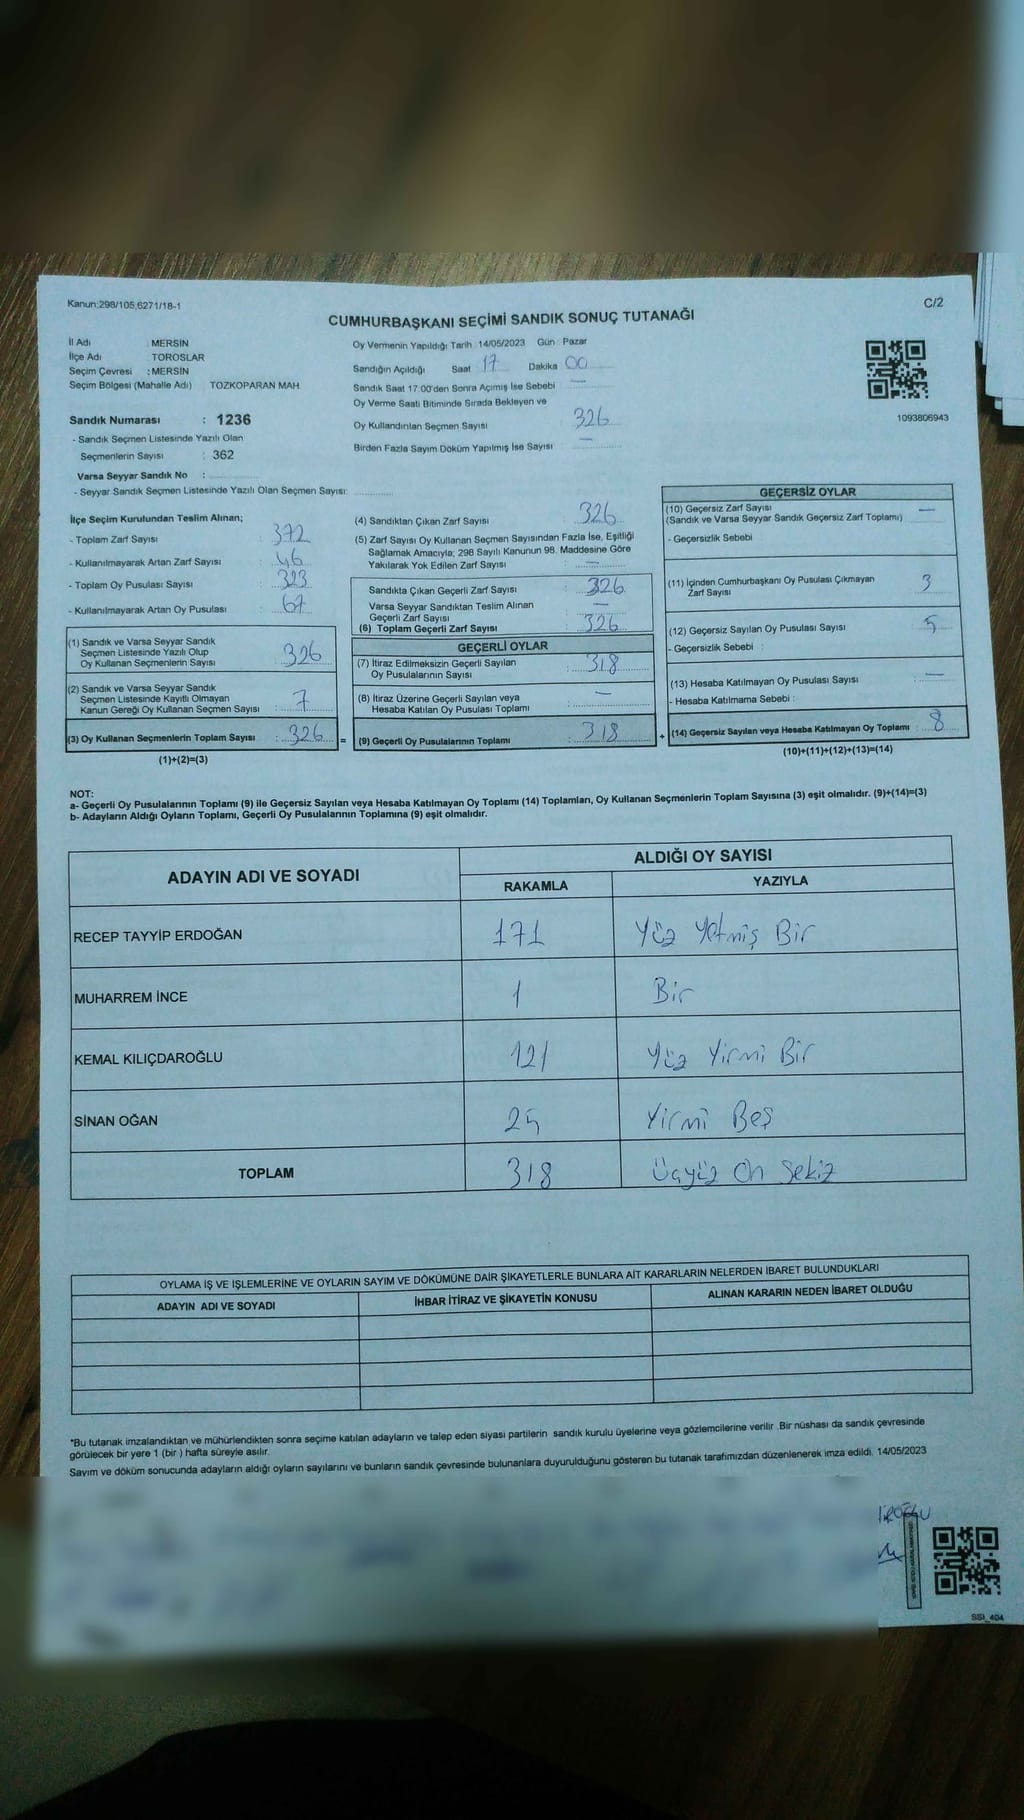 Kanun:298/105,6271/18-1
C/2
CUMHURBAŞKANI SEÇİMİ SANDIK SONUÇ TUTANAĞI
İl Adı : MERSİN
İlçe Adı : TOROSLAR
Seçim Çevresi : MERSİN
Seçim Bölgesi (Mahalle Adı) TOZKOPARAN MAH.
Sandık Numarası : 1236
- Sandık Seçmen Listesinde Yazılı Olan
Seçmenlerin Sayısı : 362
Varsa Seyyar Sandık No :
- Seyyar Sandık Seçmen Listesinde Yazılı Olan Seçmen Sayısı:
Oy Vermenin Yapıldığı Tarih :14/05/2023 Gün : Pazar
Sandığın Açıldığı Saat 17 Dakika 00
Sandık Saat 17:00'den Sonra Açımış İse Sebebi —
Oy Verme Saati Bitiminde Sırada Bekleyen ve
Oy Kullandırılan Seçmen Sayısı : 326
Birden Fazla Sayım Döküm Yapılmış İse Sayısı : —
1093806943
İlçe Seçim Kurulundan Teslim Alınan;
- Toplam Zarf Sayısı : 372
- Kullanılmayarak Artan Zarf Sayısı : 46
- Toplam Oy Pusulası Sayısı : 323
- Kullanılmayarak Artan Oy Pusulası : 67
(1) Sandık ve Varsa Seyyar Sandık
Seçmen Listesinde Yazılı Olup
Oy Kullanan Seçmenlerin Sayısı : 326
(2) Sandık ve Varsa Seyyar Sandık
Seçmen Listesinde Kayıtlı Olmayan
Kanun Gereği Oy Kullanan Seçmen Sayısı : 7
(3) Oy Kullanan Seçmenlerin Toplam Sayısı : 326 =
(1)+(2)=(3)
(4) Sandıktan Çıkan Zarf Sayısı : 326
(5) Zarf Sayısı Oy Kullanan Seçmen Sayısından Fazla İse, Eşitliği
Sağlamak Amacıyla; 298 Sayılı Kanunun 98. Maddesine Göre
Yakılarak Yok Edilen Zarf Sayısı : —
Sandıkta Çıkan Geçerli Zarf Sayısı : 326
Varsa Seyyar Sandıktan Teslim Alınan
Geçerli Zarf Sayısı : —
(6) Toplam Geçerli Zarf Sayısı : 326
GEÇERLİ OYLAR
(7) İtiraz Edilmeksizin Geçerli Sayılan
Oy Pusulalarının Sayısı : 318
(8) İtiraz Üzerine Geçerli Sayılan veya
Hesaba Katılan Oy Pusulası Toplamı : —
(9) Geçerli Oy Pusulalarının Toplamı : 318 +
GEÇERSİZ OYLAR
(10) Geçersiz Zarf Sayısı
(Sandık ve Varsa Seyyar Sandık Geçersiz Zarf Toplamı) : —
- Geçersizlik Sebebi
(11) İçinden Cumhurbaşkanı Oy Pusulası Çıkmayan
Zarf Sayısı : 3
(12) Geçersiz Sayılan Oy Pusulası Sayısı : 5
- Geçersizlik Sebebi :
(13) Hesaba Katılmayan Oy Pusulası Sayısı : —
- Hesaba Katılmama Sebebi :
(14) Geçersiz Sayılan veya Hesaba Katılmayan Oy Toplamı : 8
(10)+(11)+(12)+(13)=(14)
NOT:
a- Geçerli Oy Pusulalarının Toplamı (9) ile Geçersiz Sayılan veya Hesaba Katılmayan Oy Toplamı (14) Toplamları, Oy Kullanan Seçmenlerin Toplam Sayısına (3) eşit olmalıdır. (9)+(14)=(3)
b- Adayların Aldığı Oyların Toplamı, Geçerli Oy Pusulalarının Toplamına (9) eşit olmalıdır.
ADAYIN ADI VE SOYADI ALDIĞI OY SAYISI
RAKAMLA YAZIYLA
RECEP TAYYİP ERDOĞAN 171 Yüz Yetmiş Bir
MUHARREM İNCE 1 Bir
KEMAL KILIÇDAROĞLU 121 Yüz Yirmi Bir
SİNAN OĞAN 25 Yirmi Beş
TOPLAM 318 Üçyüz On Sekiz
OYLAMA İŞ VE İŞLEMLERİNE VE OYLARIN SAYIM VE DÖKÜMÜNE DAİR ŞİKAYETLERLE BUNLARA AİT KARARLARIN NELERDEN İBARET BULUNDUKLARI
ADAYIN ADI VE SOYADI İHBAR İTİRAZ VE ŞİKAYETİN KONUSU ALINAN KARARIN NEDEN İBARET OLDUĞU
*Bu tutanak imzalandıktan ve mühürlendikten sonra seçime katılan adayların ve talep eden siyasi partilerin sandık kurulu üyelerine veya gözlemcilerine verilir .Bir nüshası da sandık çevresinde
görülecek bir yere 1 (bir ) hafta süreyle asılır.
Sayım ve döküm sonucunda adayların aldığı oyların sayılarını ve bunların sandık çevresinde bulunanlara duyurulduğunu gösteren bu tutanak tarafımızdan düzenlenerek imza edildi. 14/05/2023
SSI_404